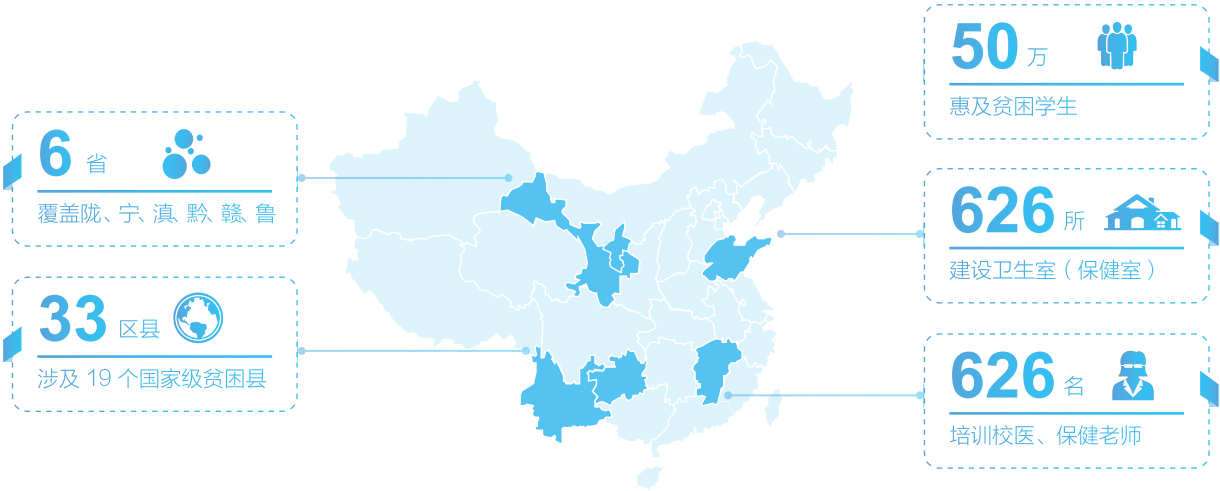 6 省
覆盖陇、宁、滇、黔、赣、鲁
33 区县
涉及 19 个国家级贫困县
50 万
惠及贫困学生
626 所
建设卫生室（保健室）
626 名
培训校医、保健老师